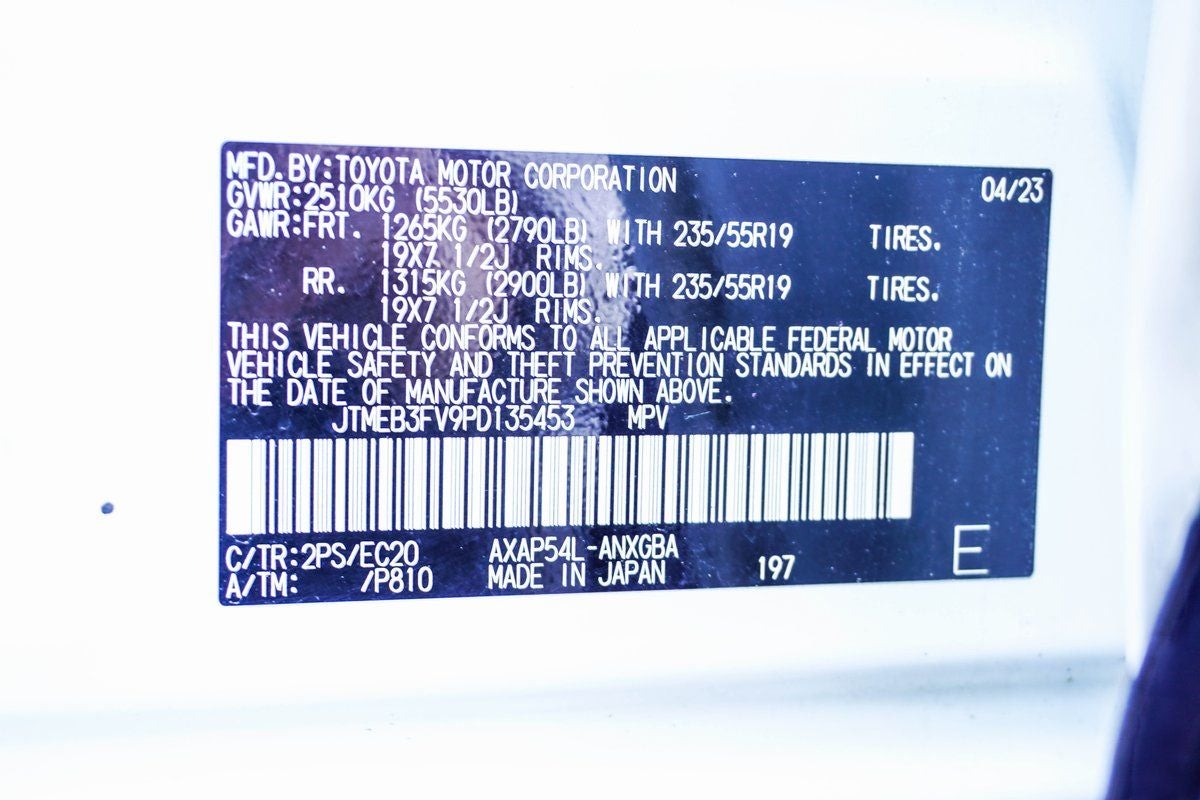 MFD. BY:TOYOTA MOTOR CORPORATION 04/23
GVWR:2510KG (5530LB)
GAWR:FRT. 1265KG (2790LB) WITH 235/55R19 TIRES.
19X7 1/2J RIMS.
RR. 1315KG (2900LB) WITH 235/55R19 TIRES.
19X7 1/2J RIMS.
THIS VEHICLE CONFORMS TO ALL APPLICABLE FEDERAL MOTOR
VEHICLE SAFETY AND THEFT PREVENTION STANDARDS IN EFFECT ON
THE DATE OF MANUFACTURE SHOWN ABOVE.
JTMEB3FV9PD135453 MPV
C/TR:2PS/EC20 AXAP54L-ANXGBA
A/TM: /P810 MADE IN JAPAN 197 E